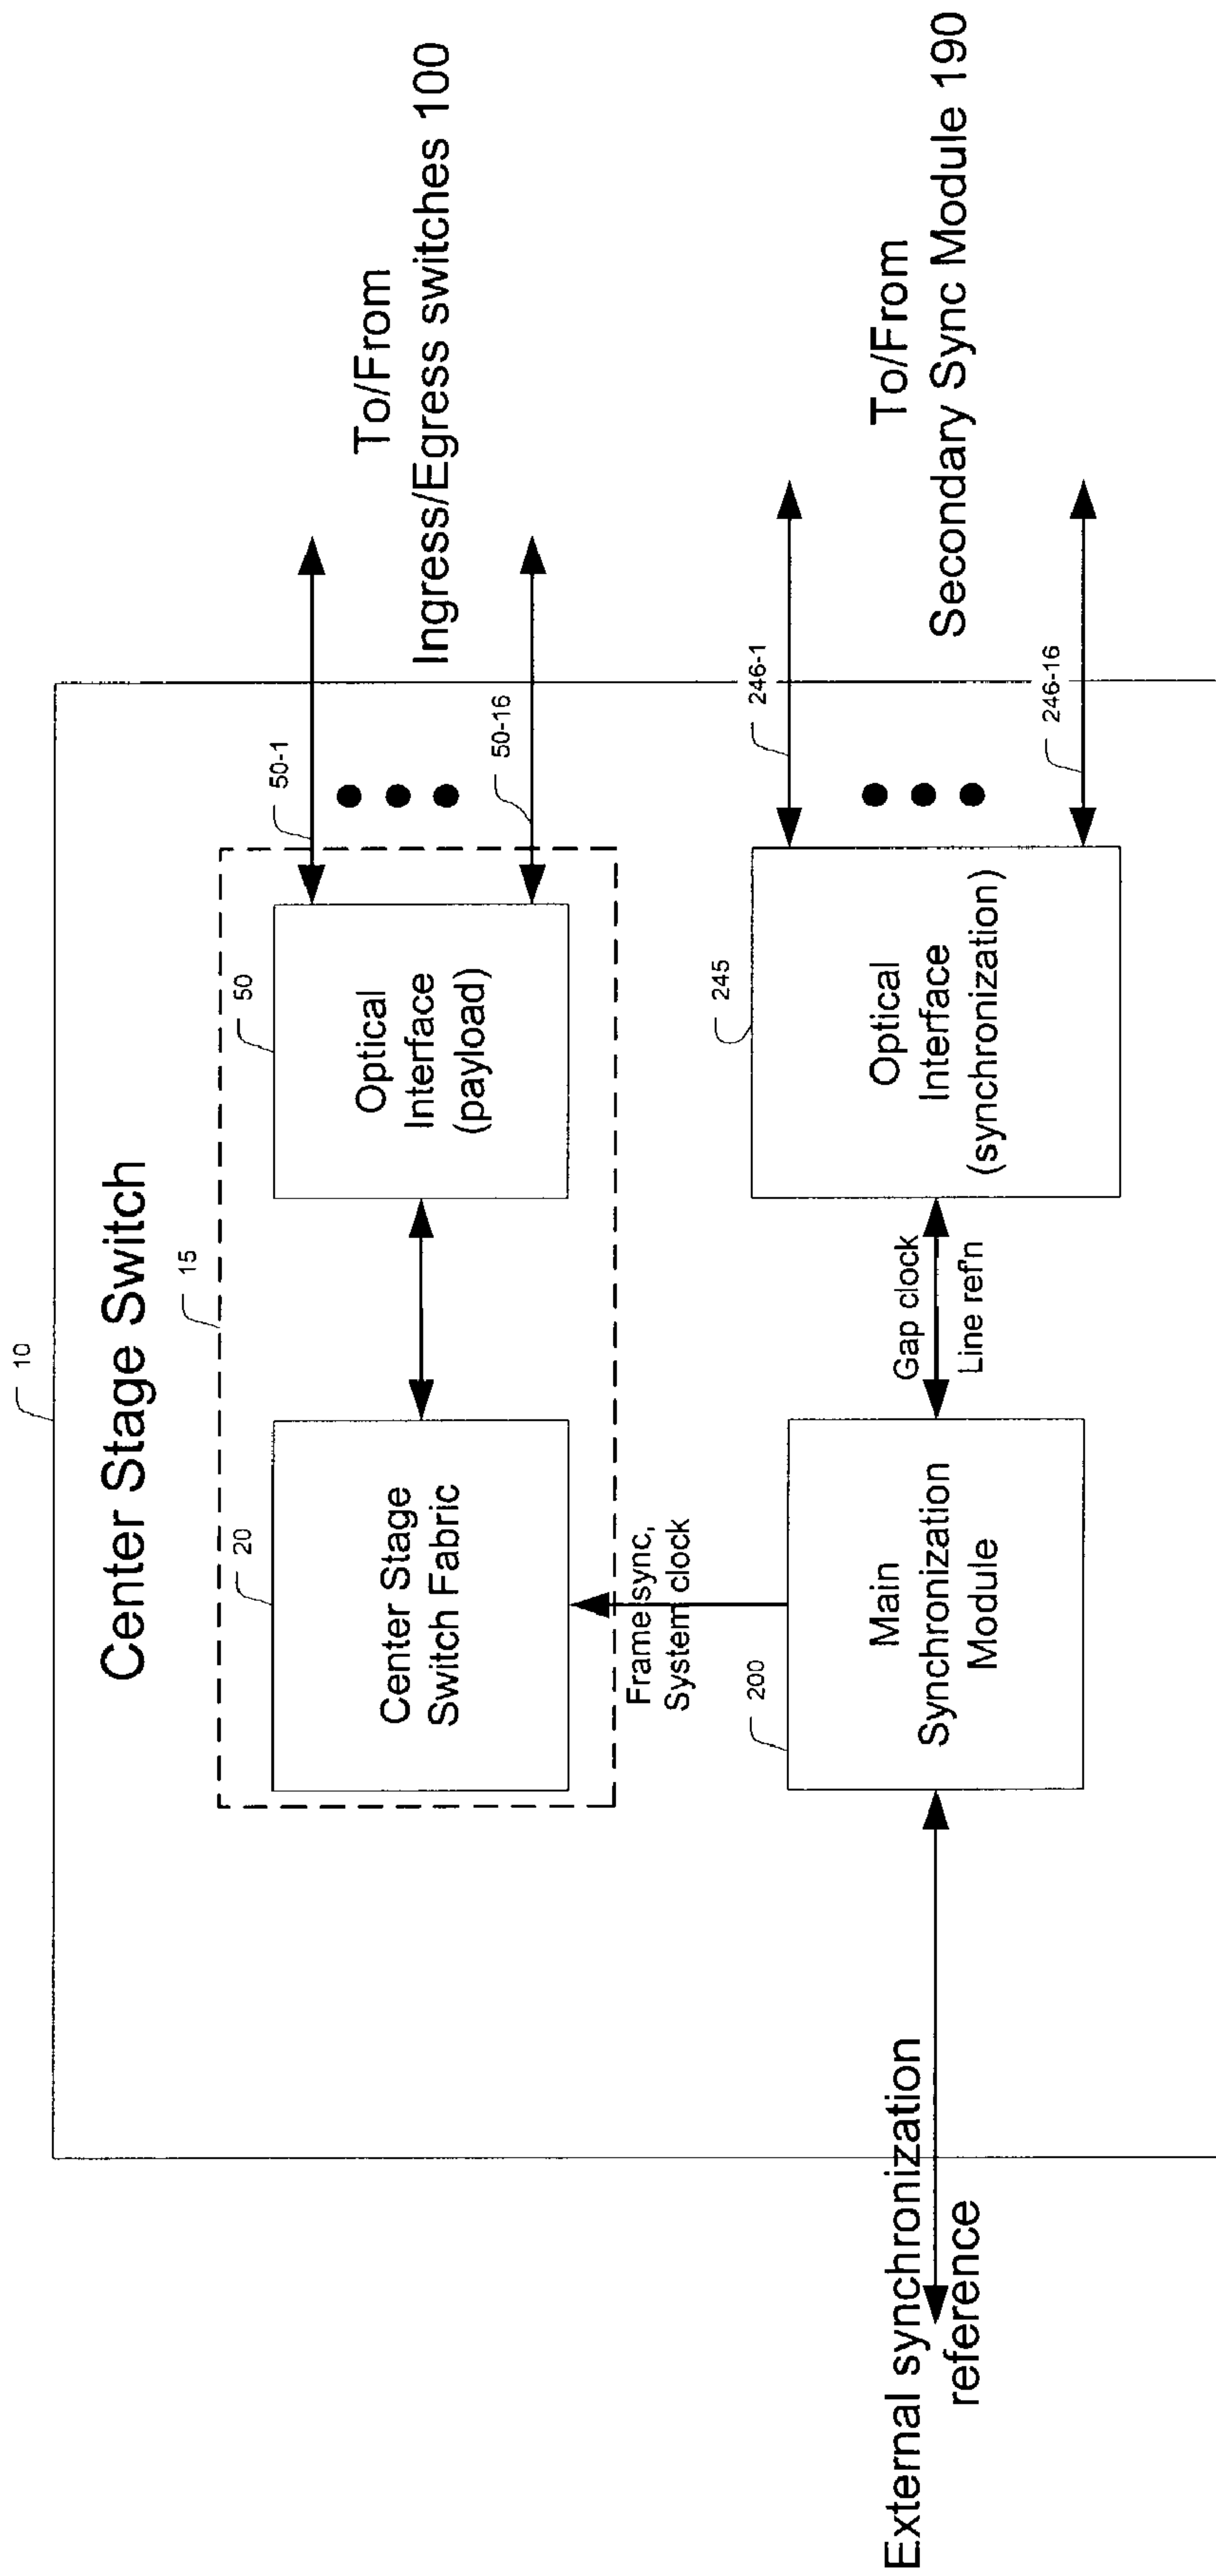 10
Center Stage Switch
15
20
Center Stage
Switch Fabric
50
Optical
Interface
(payload)
50-1
50-16
To/From
Ingress/Egress switches 100
Frame sync,
System clock
200
Main
Synchronization
Module
Gap clock
Line ref'n
245
Optical
Interface
(synchronization)
246-1
246-16
To/From
Secondary Sync Module 190
External synchronization
reference